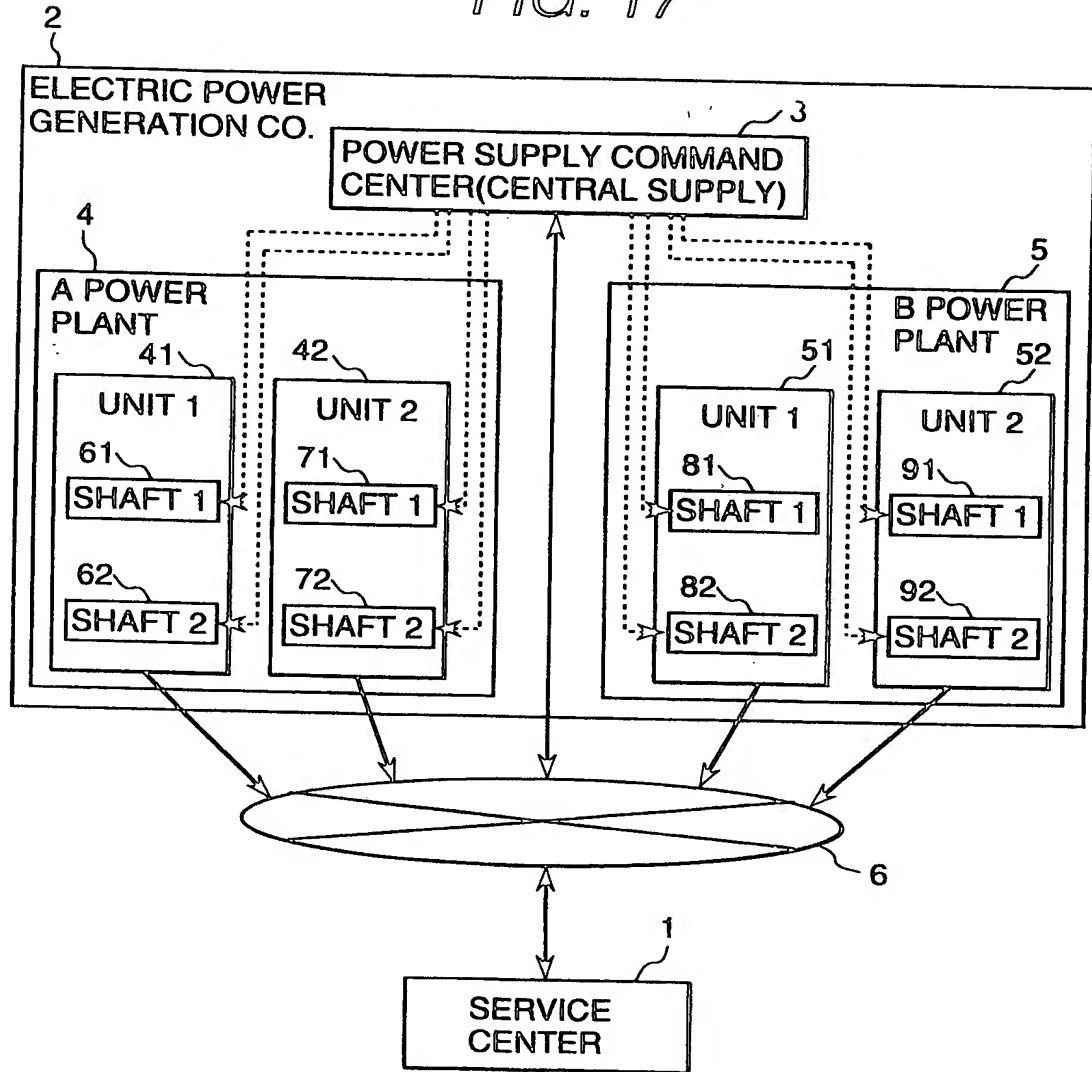 FIG. 17
2
ELECTRIC POWER
GENERATION CO.
3
POWER SUPPLY COMMAND
CENTER(CENTRAL SUPPLY)
4
A POWER
PLANT
5
B POWER
PLANT
41
UNIT 1
42
UNIT 2
51
UNIT 1
52
UNIT 2
61
SHAFT 1
71
SHAFT 1
81
SHAFT 1
91
SHAFT 1
62
SHAFT 2
72
SHAFT 2
82
SHAFT 2
92
SHAFT 2
6
1
SERVICE
CENTER